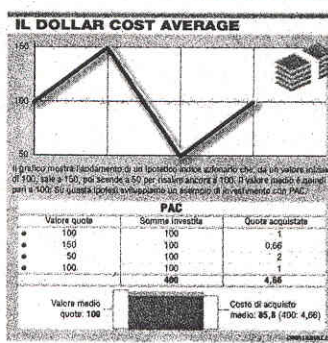 IL DOLLAR COST AVERAGE
150
100
50
Il grafico mostra l'andamento di un ipotetico indice azionario che, da un valore iniziale
di 100, sale a 150, poi scende a 50 per risalire ancora a 100. Il valore medio è quindi
pari a 100. Su questa ipotesi sviluppiamo un esempio di investimento con PAC.
PAC
Valore quota Somma investita Quote acquistate
100 100 1
150 100 0,66
50 100 2
100 100 1
400 4,66
Valore medio
quote: 100
Costo di acquisto
medio: 85,8 (400: 4,66)